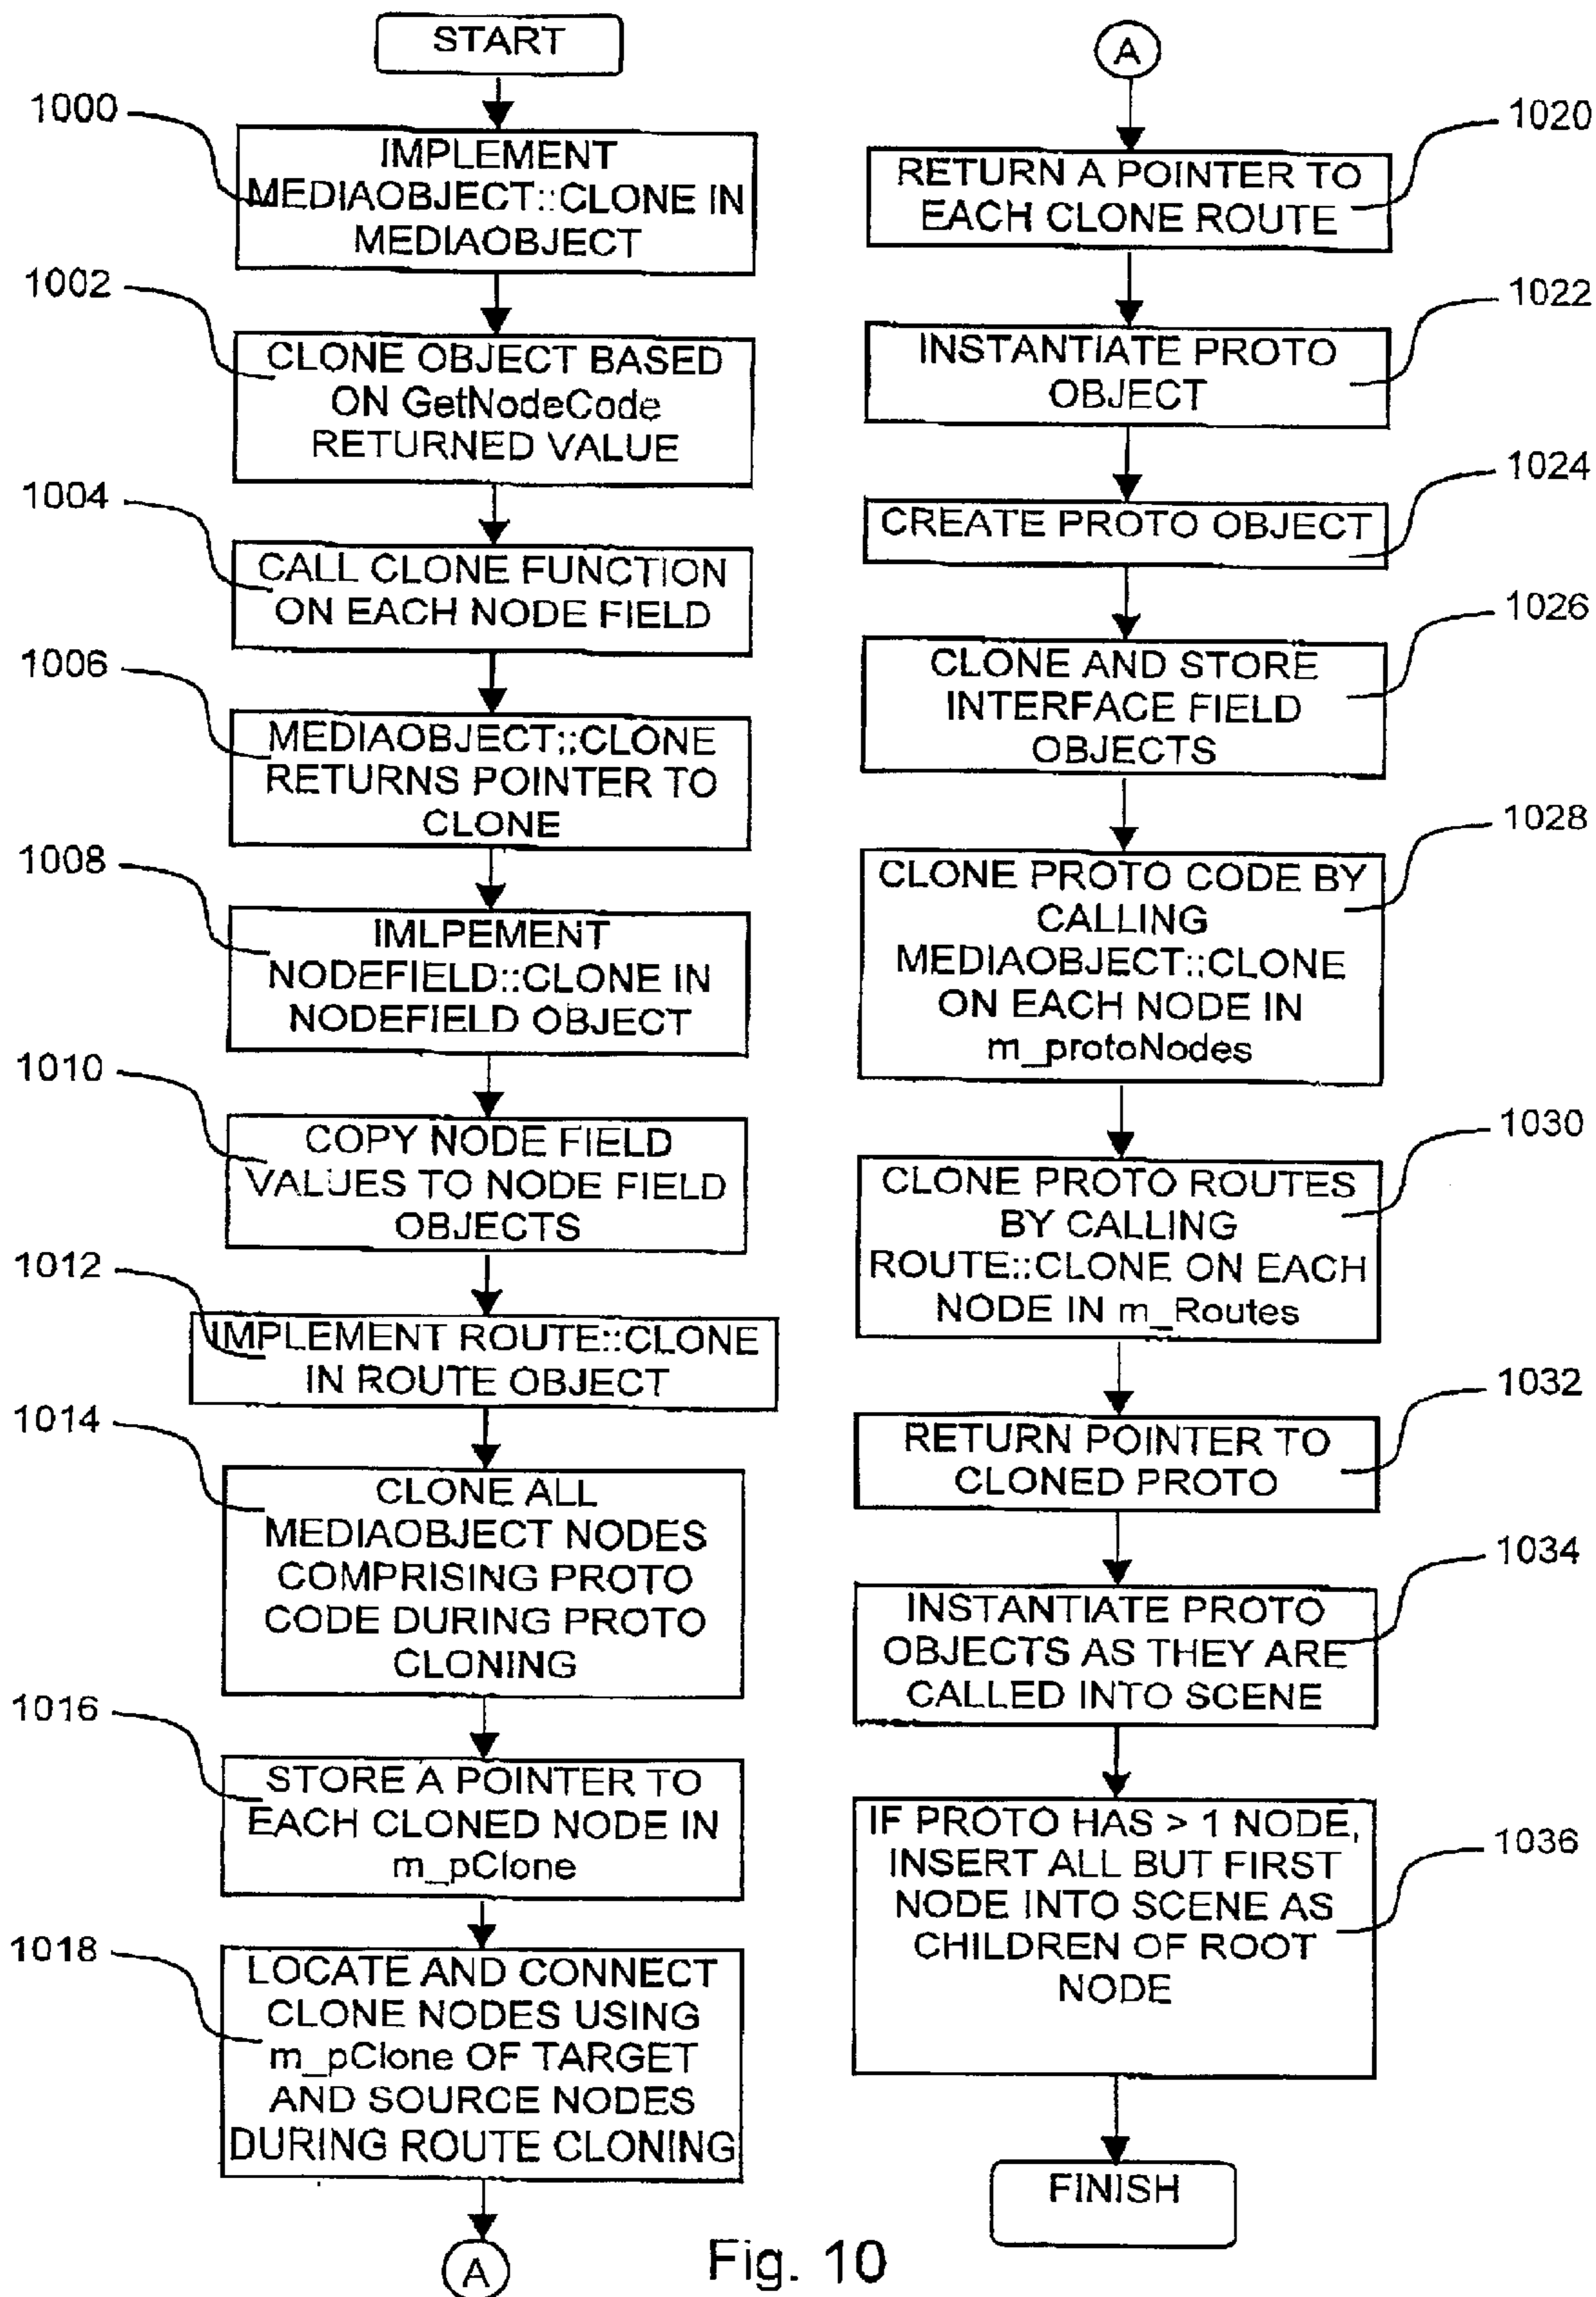 START
1000
IMPLEMENT
MEDIAOBJECT::CLONE IN
MEDIAOBJECT
1002
CLONE OBJECT BASED
ON GetNodeCode
RETURNED VALUE
1004
CALL CLONE FUNCTION
ON EACH NODE FIELD
1006
MEDIAOBJECT::CLONE
RETURNS POINTER TO
CLONE
1008
IMLPEMENT
NODEFIELD::CLONE IN
NODEFIELD OBJECT
1010
COPY NODE FIELD
VALUES TO NODE FIELD
OBJECTS
1012
IMPLEMENT ROUTE::CLONE
IN ROUTE OBJECT
1014
CLONE ALL
MEDIAOBJECT NODES
COMPRISING PROTO
CODE DURING PROTO
CLONING
1016
STORE A POINTER TO
EACH CLONED NODE IN
m_pClone
1018
LOCATE AND CONNECT
CLONE NODES USING
m_pClone OF TARGET
AND SOURCE NODES
DURING ROUTE CLONING
A
A
1020
RETURN A POINTER TO
EACH CLONE ROUTE
1022
INSTANTIATE PROTO
OBJECT
1024
CREATE PROTO OBJECT
1026
CLONE AND STORE
INTERFACE FIELD
OBJECTS
1028
CLONE PROTO CODE BY
CALLING
MEDIAOBJECT::CLONE
ON EACH NODE IN
m_protoNodes
1030
CLONE PROTO ROUTES
BY CALLING
ROUTE::CLONE ON EACH
NODE IN m_Routes
1032
RETURN POINTER TO
CLONED PROTO
1034
INSTANTIATE PROTO
OBJECTS AS THEY ARE
CALLED INTO SCENE
1036
IF PROTO HAS > 1 NODE,
INSERT ALL BUT FIRST
NODE INTO SCENE AS
CHILDREN OF ROOT
NODE
FINISH
Fig. 10